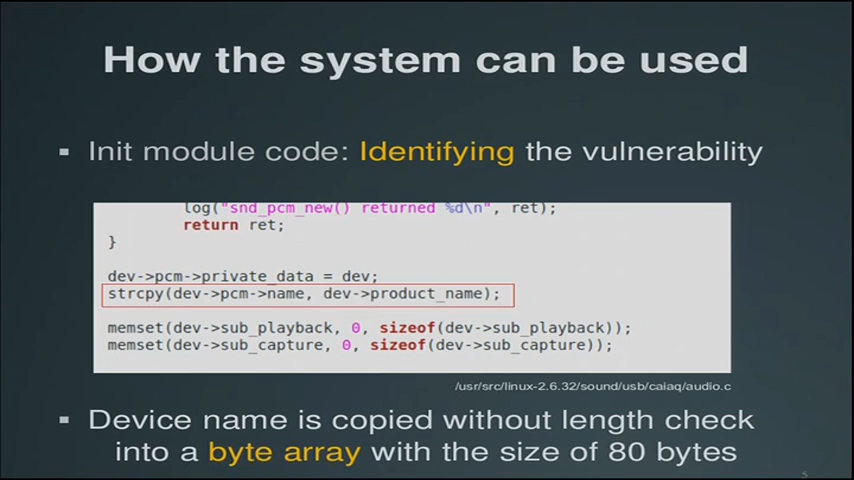 How the system can be used
▪ Init module code: Identifying the vulnerability
log("snd_pcm_new() returned %d\n", ret);
return ret;
}
dev->pcm->private_data = dev;
strcpy(dev->pcm->name, dev->product_name);
memset(dev->sub_playback, 0, sizeof(dev->sub_playback));
memset(dev->sub_capture, 0, sizeof(dev->sub_capture));
/usr/src/linux-2.6.32/sound/usb/caiaq/audio.c
▪ Device name is copied without length check
into a byte array with the size of 80 bytes
5